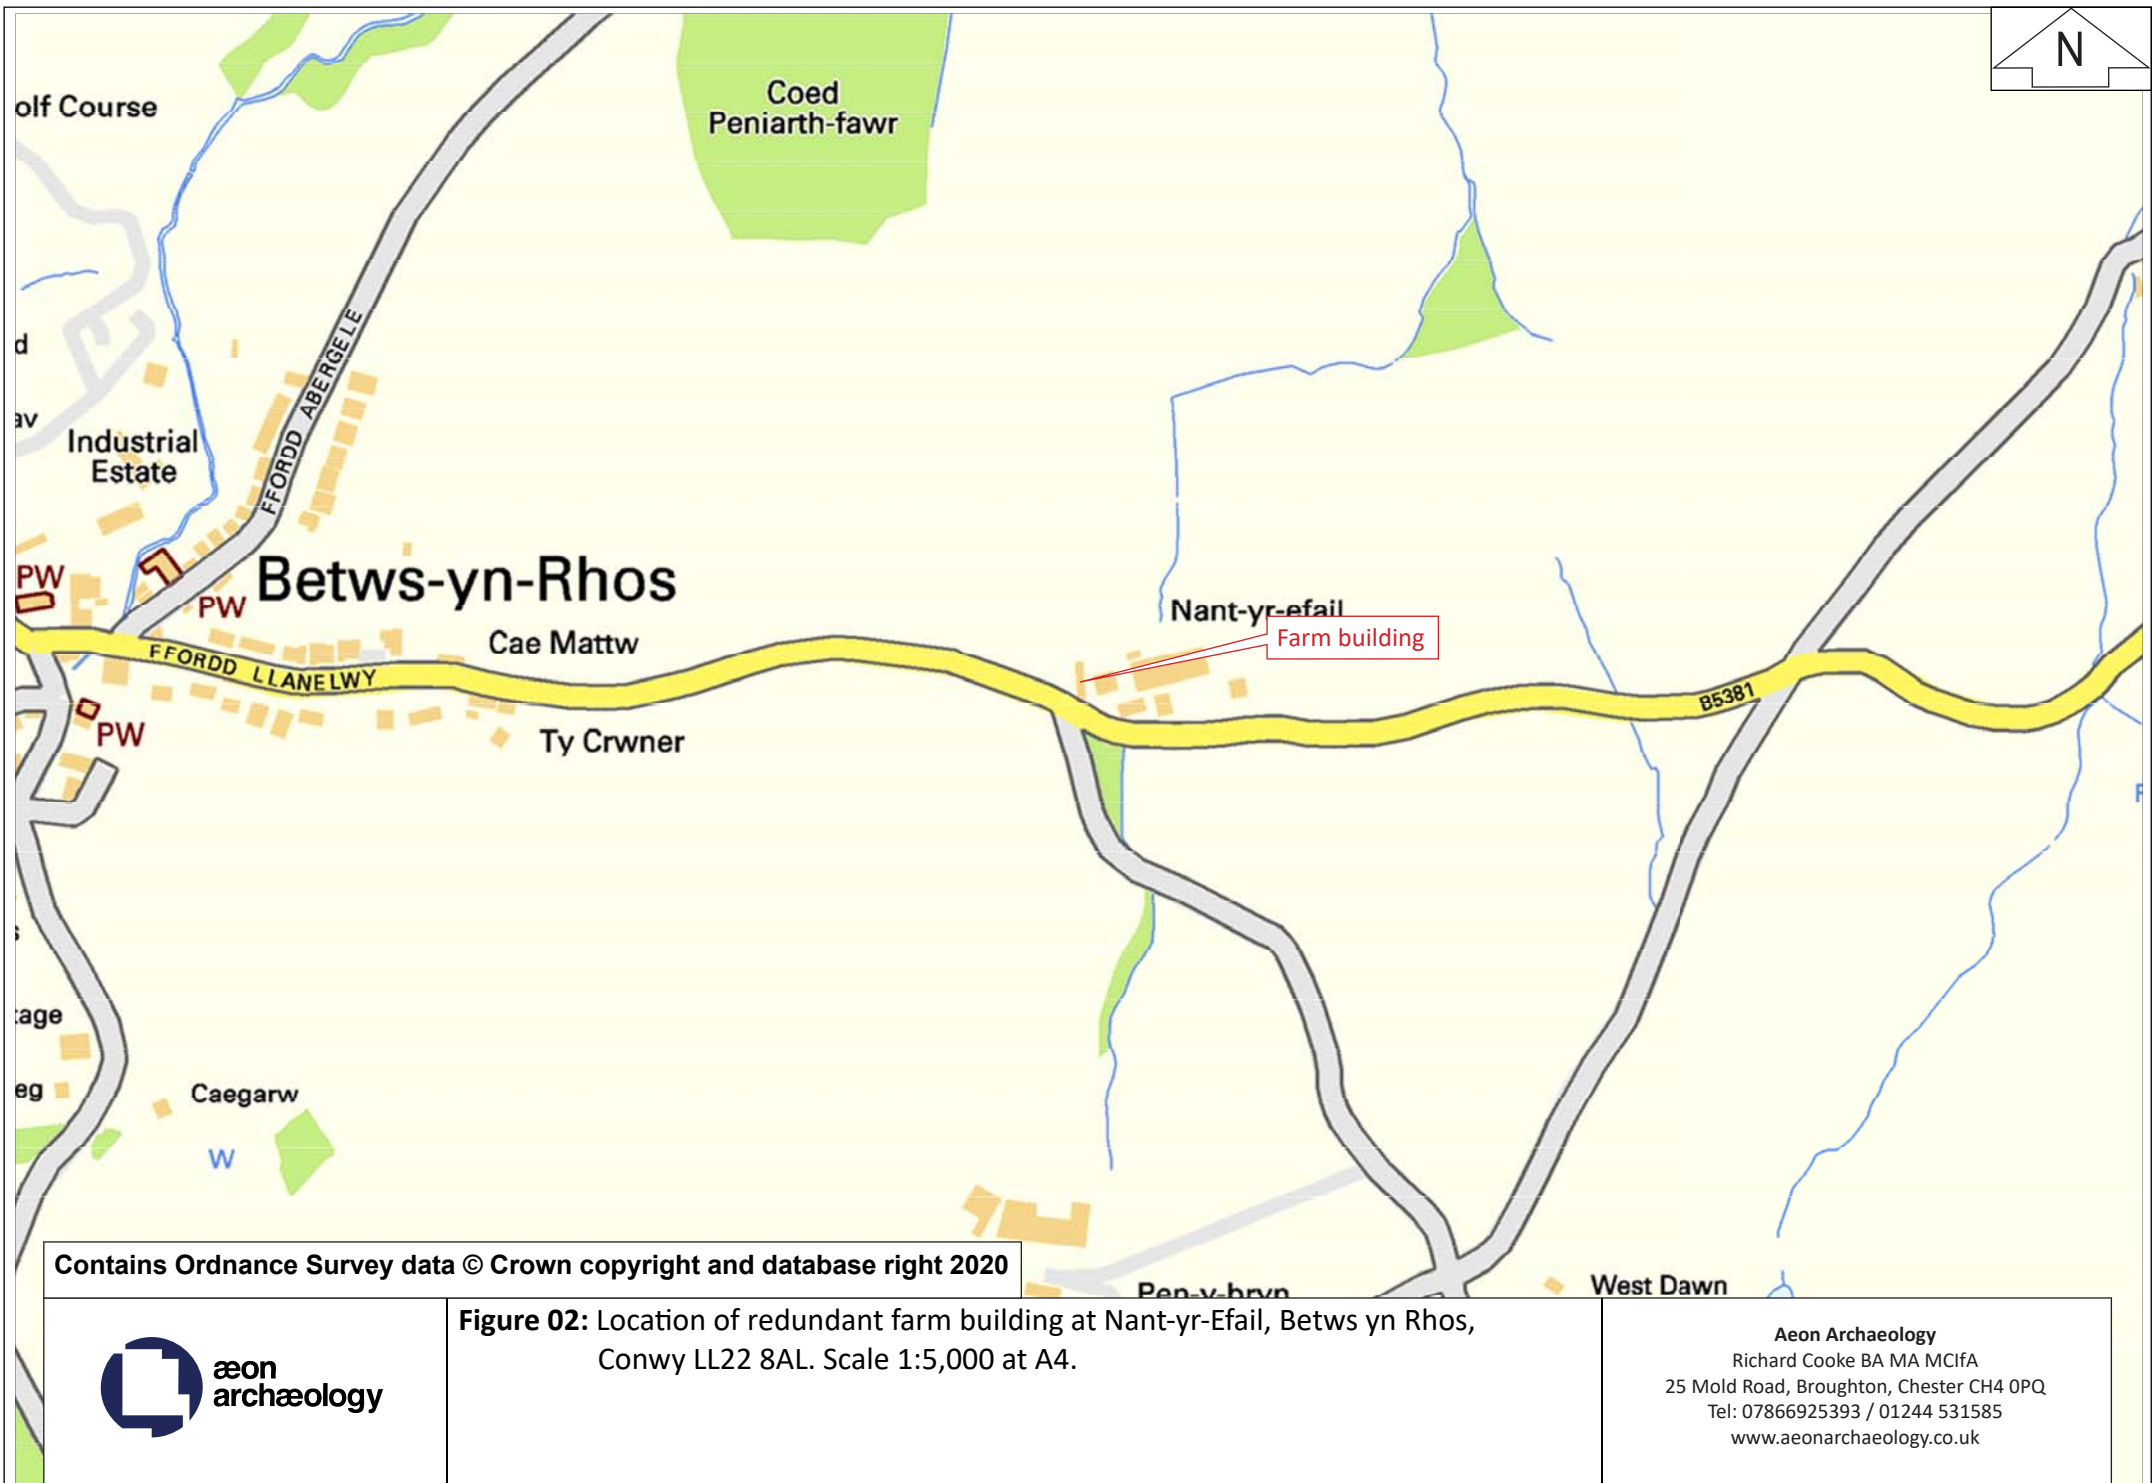 N
olf Course
Coed
Peniarth-fawr
d
av
Industrial
Estate
FFORDD ABERGELE
PW
PW
Betws-yn-Rhos
Cae Mattw
FFORDD LLANELWY
Nant-yr-efail
Farm building
B5381
PW
Ty Crwner
F
s
tage
eg
Caegarw
W
Pen-y-bryn
West Dawn
Contains Ordnance Survey data © Crown copyright and database right 2020
æon
archæology
Figure 02: Location of redundant farm building at Nant-yr-Efail, Betws yn Rhos,
Conwy LL22 8AL. Scale 1:5,000 at A4.
Aeon Archaeology
Richard Cooke BA MA MCIfA
25 Mold Road, Broughton, Chester CH4 0PQ
Tel: 07866925393 / 01244 531585
www.aeonarchaeology.co.uk